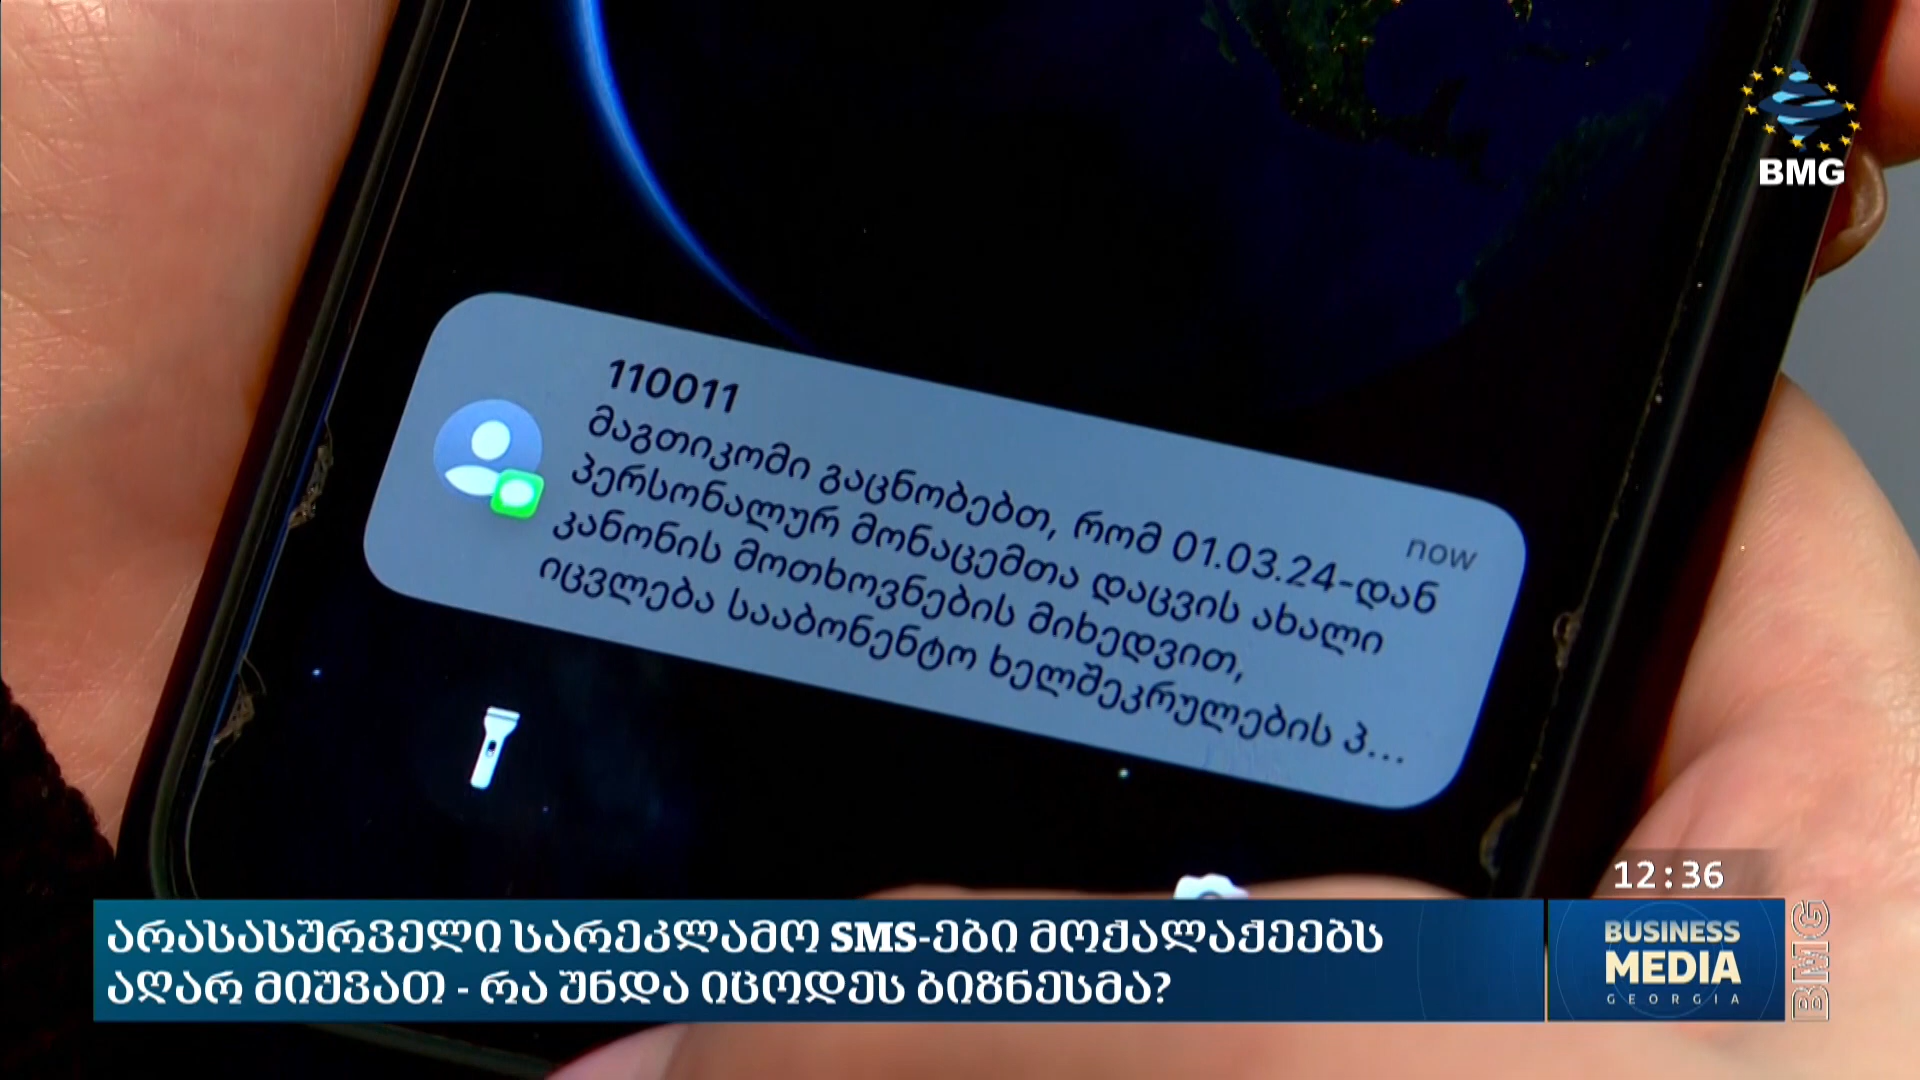 BMG
110011
now
მაგთიკომი გაცნობებთ, რომ 01.03.24-დან
პერსონალურ მონაცემთა დაცვის ახალი
კანონის მოთხოვნების მიხედვით,
იცვლება სააბონენტო ხელშეკრულების პ...
12:36
არასასურველი სარეკლამო SMS-ები მოქალაქეებს
აღარ მიუვათ - რა უნდა იცოდეს ბიზნესმა?
BUSINESS
MEDIA
GEORGIA
BMG